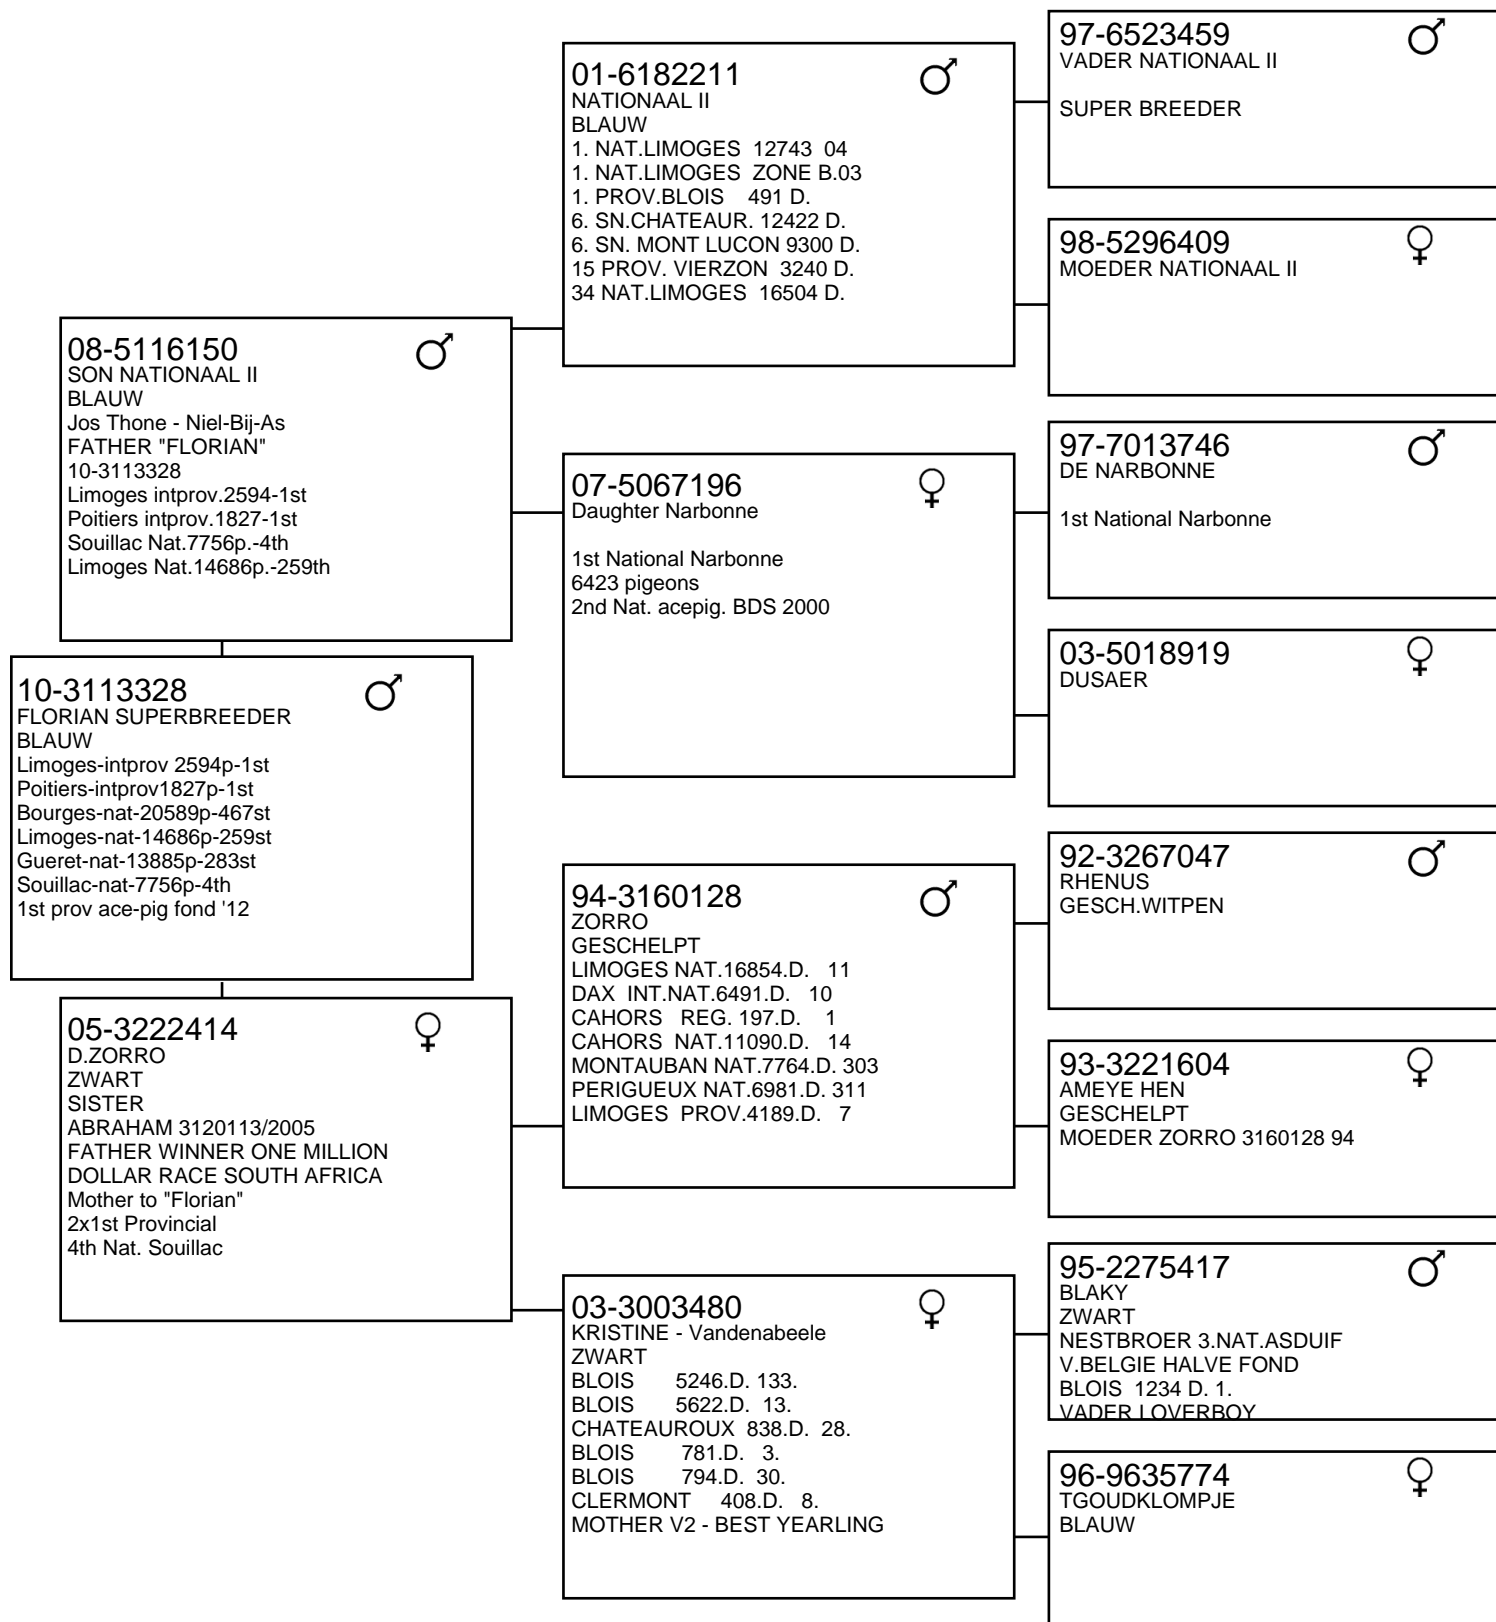 97-6523459
VADER NATIONAAL II
SUPER BREEDER
01-6182211
NATIONAAL II
BLAUW
1. NAT.LIMOGES 12743 04
1. NAT.LIMOGES ZONE B.03
1. PROV.BLOIS 491 D.
6. SN.CHATEAUR. 12422 D.
6. SN. MONT LUCON 9300 D.
15 PROV. VIERZON 3240 D.
34 NAT.LIMOGES 16504 D.
98-5296409
MOEDER NATIONAAL II
08-5116150
SON NATIONAAL II
BLAUW
Jos Thone - Niel-Bij-As
FATHER "FLORIAN"
10-3113328
Limoges intprov.2594-1st
Poitiers intprov.1827-1st
Souillac Nat.7756p.-4th
Limoges Nat.14686p.-259th
97-7013746
DE NARBONNE
1st National Narbonne
07-5067196
Daughter Narbonne
1st National Narbonne
6423 pigeons
2nd Nat. acepig. BDS 2000
03-5018919
DUSAER
10-3113328
FLORIAN SUPERBREEDER
BLAUW
Limoges-intprov 2594p-1st
Poitiers-intprov1827p-1st
Bourges-nat-20589p-467st
Limoges-nat-14686p-259st
Gueret-nat-13885p-283st
Souillac-nat-7756p-4th
1st prov ace-pig fond '12
92-3267047
RHENUS
GESCH.WITPEN
94-3160128
ZORRO
GESCHELPT
LIMOGES NAT.16854.D. 11
DAX INT.NAT.6491.D. 10
CAHORS REG. 197.D. 1
CAHORS NAT.11090.D. 14
MONTAUBAN NAT.7764.D. 303
PERIGUEUX NAT.6981.D. 311
LIMOGES PROV.4189.D. 7
93-3221604
AMEYE HEN
GESCHELPT
MOEDER ZORRO 3160128 94
05-3222414
D.ZORRO
ZWART
SISTER
ABRAHAM 3120113/2005
FATHER WINNER ONE MILLION
DOLLAR RACE SOUTH AFRICA
Mother to "Florian"
2x1st Provincial
4th Nat. Souillac
95-2275417
BLAKY
ZWART
NESTBROER 3.NAT.ASDUIF
V.BELGIE HALVE FOND
BLOIS 1234 D. 1.
VADER LOVERBOY
03-3003480
KRISTINE - Vandenabeele
ZWART
BLOIS 5246.D. 133.
BLOIS 5622.D. 13.
CHATEAUROUX 838.D. 28.
BLOIS 781.D. 3.
BLOIS 794.D. 30.
CLERMONT 408.D. 8.
MOTHER V2 - BEST YEARLING
96-9635774
TGOUDKLOMPJE
BLAUW